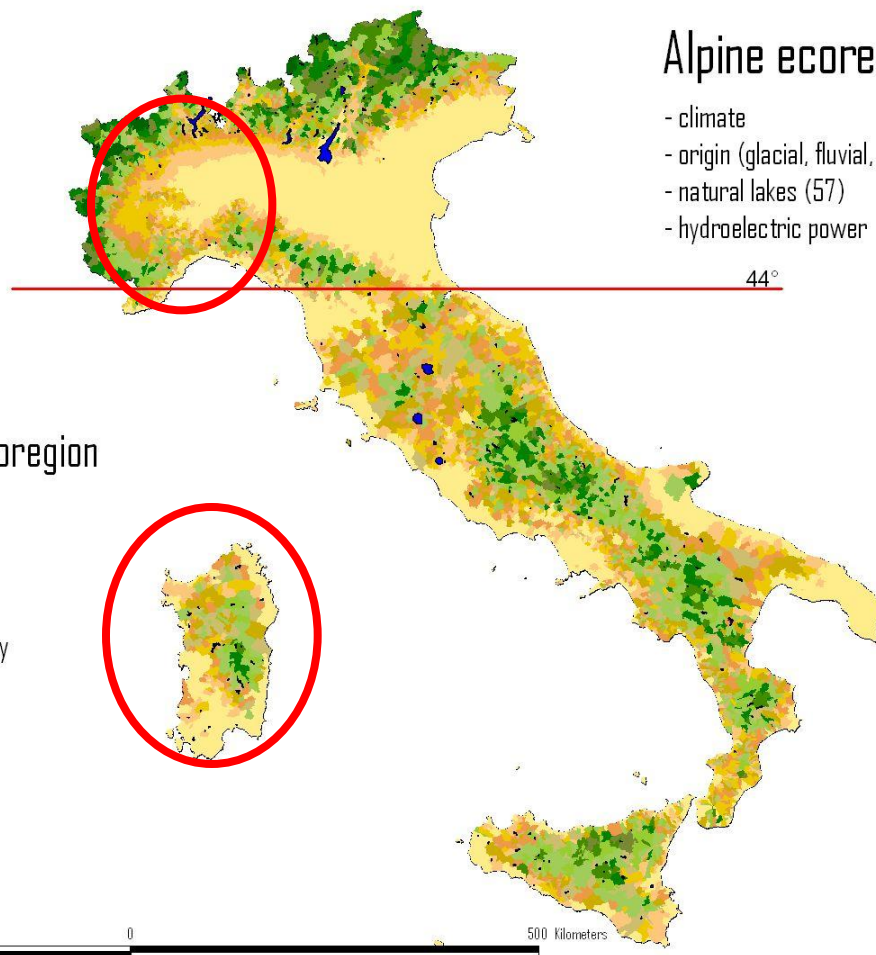 Alpine ecore
- climate
- origin (glacial, fluvial,
- natural lakes (57)
- hydroelectric power
44°
oregion
y
0
500 Kilometers